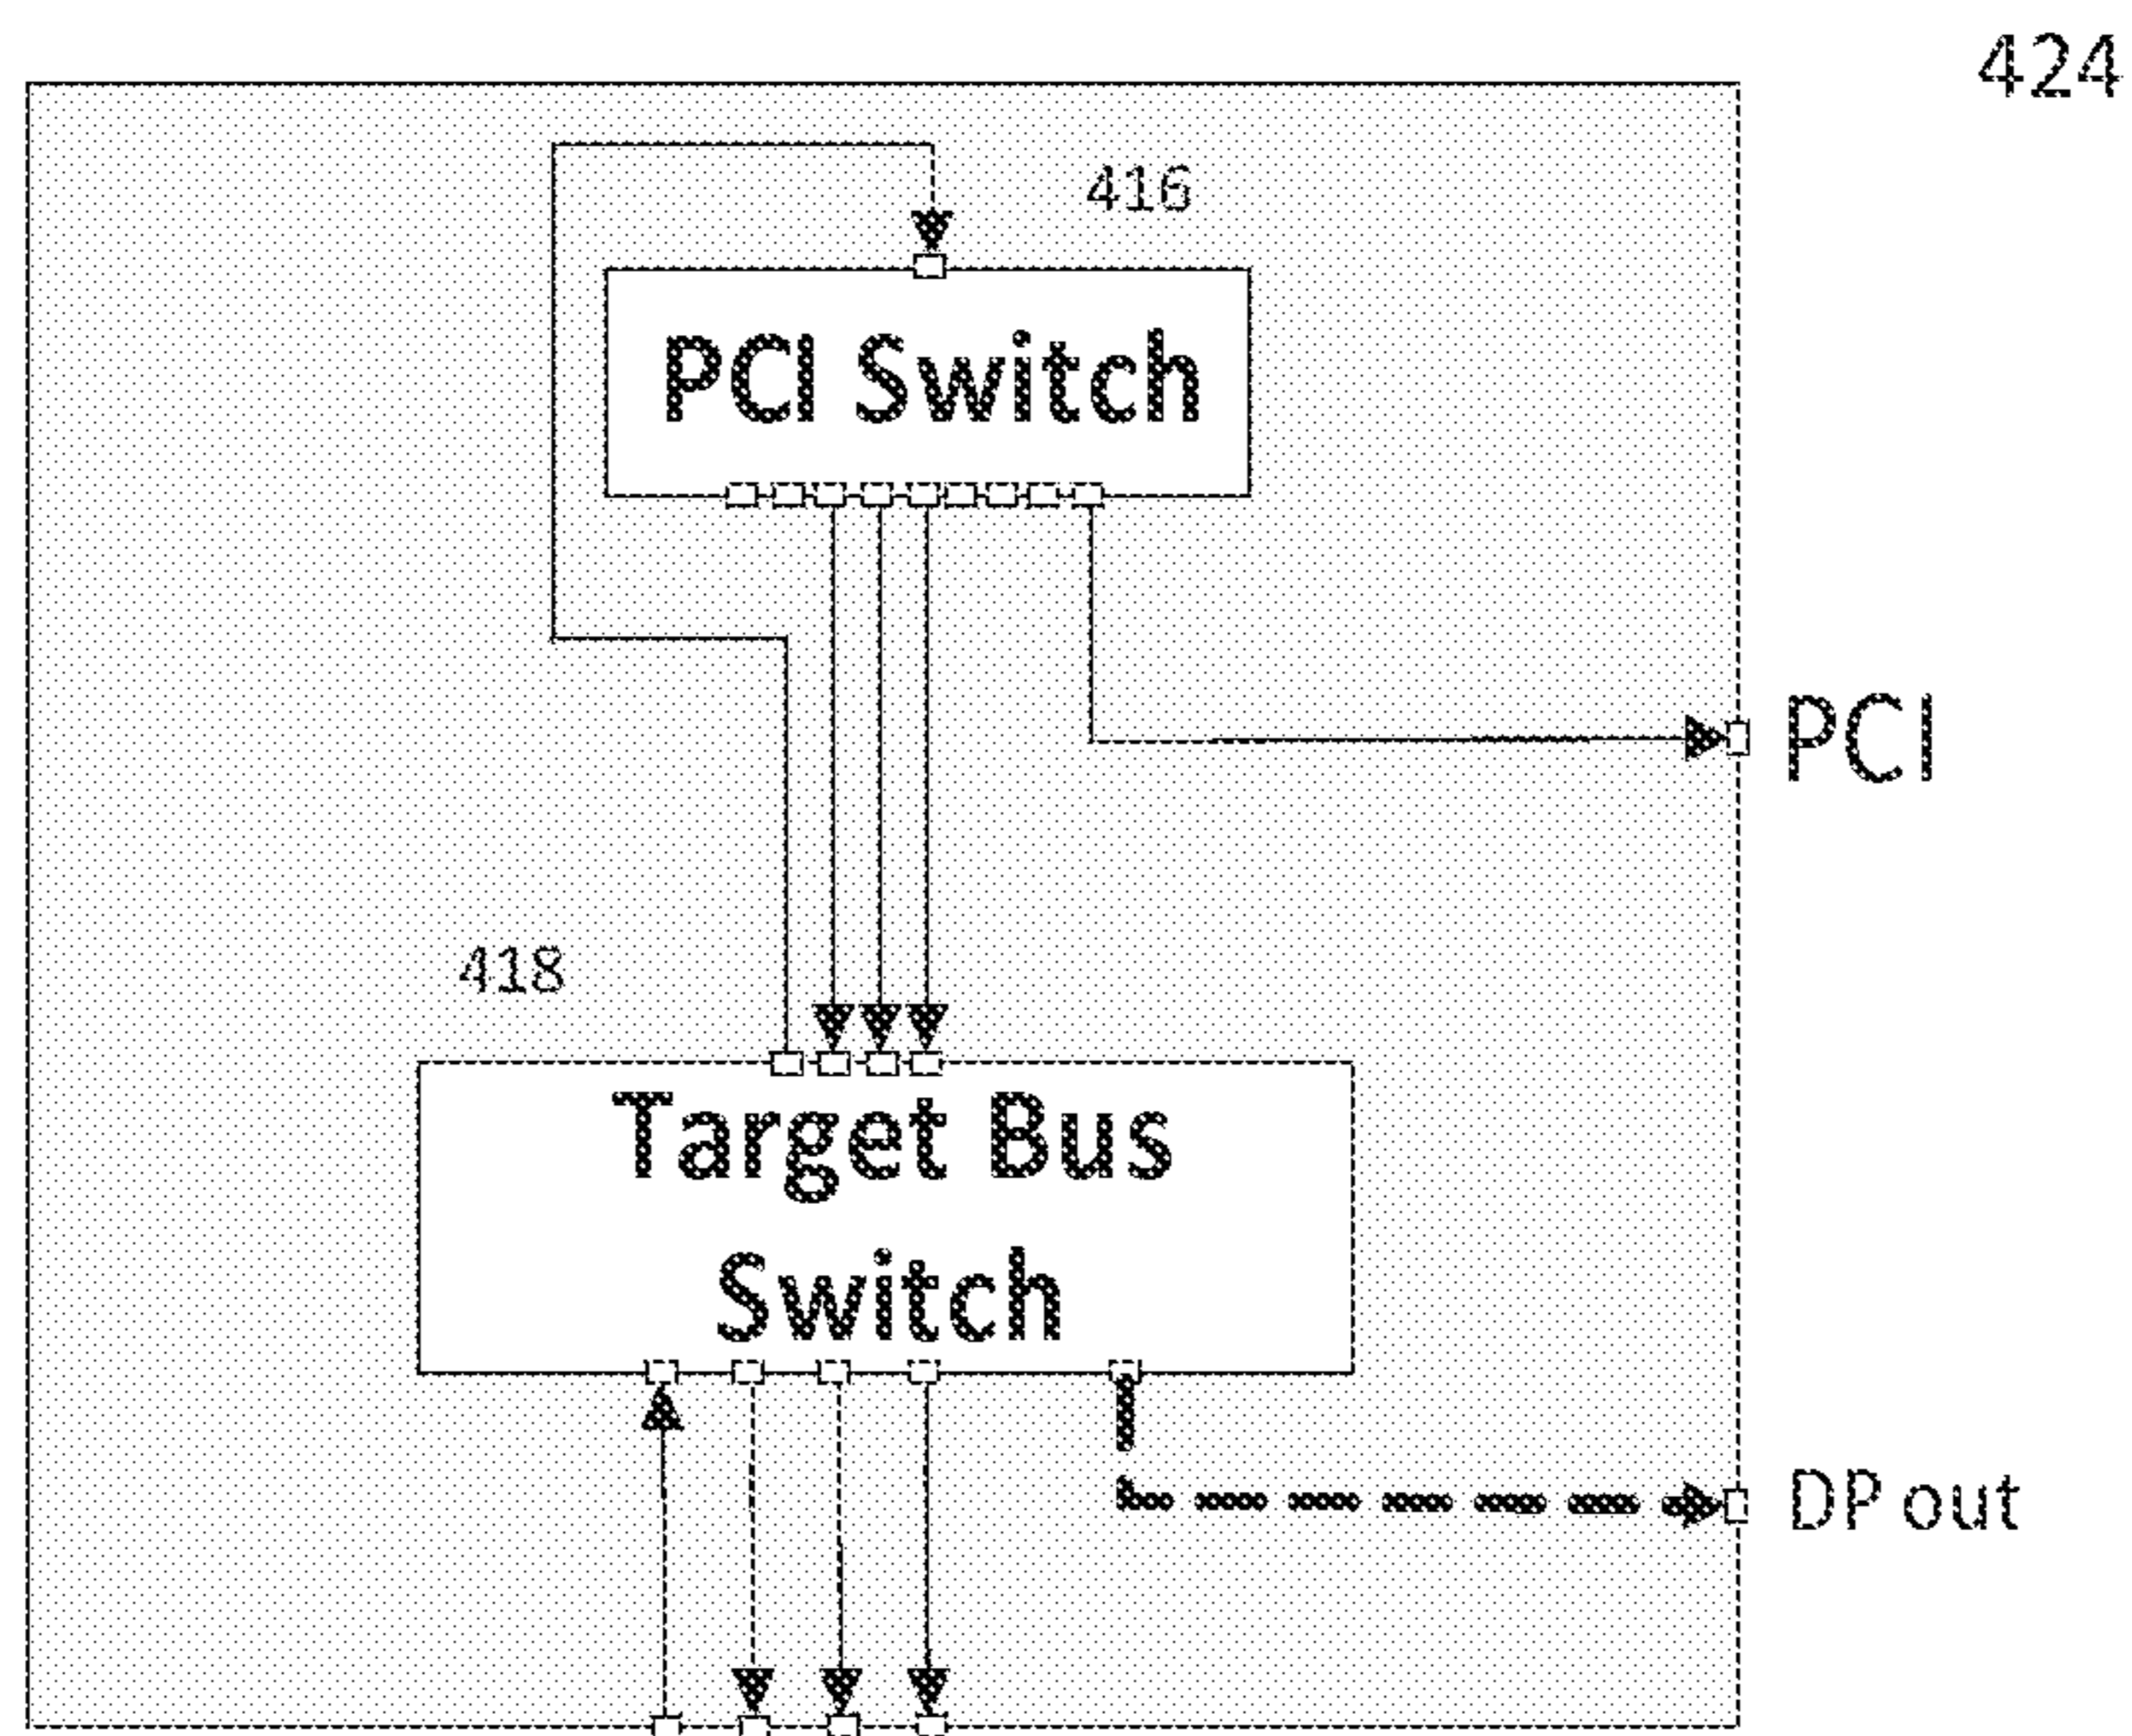 424
416
PCI Switch
PCI
418
Target Bus
Switch
DP out